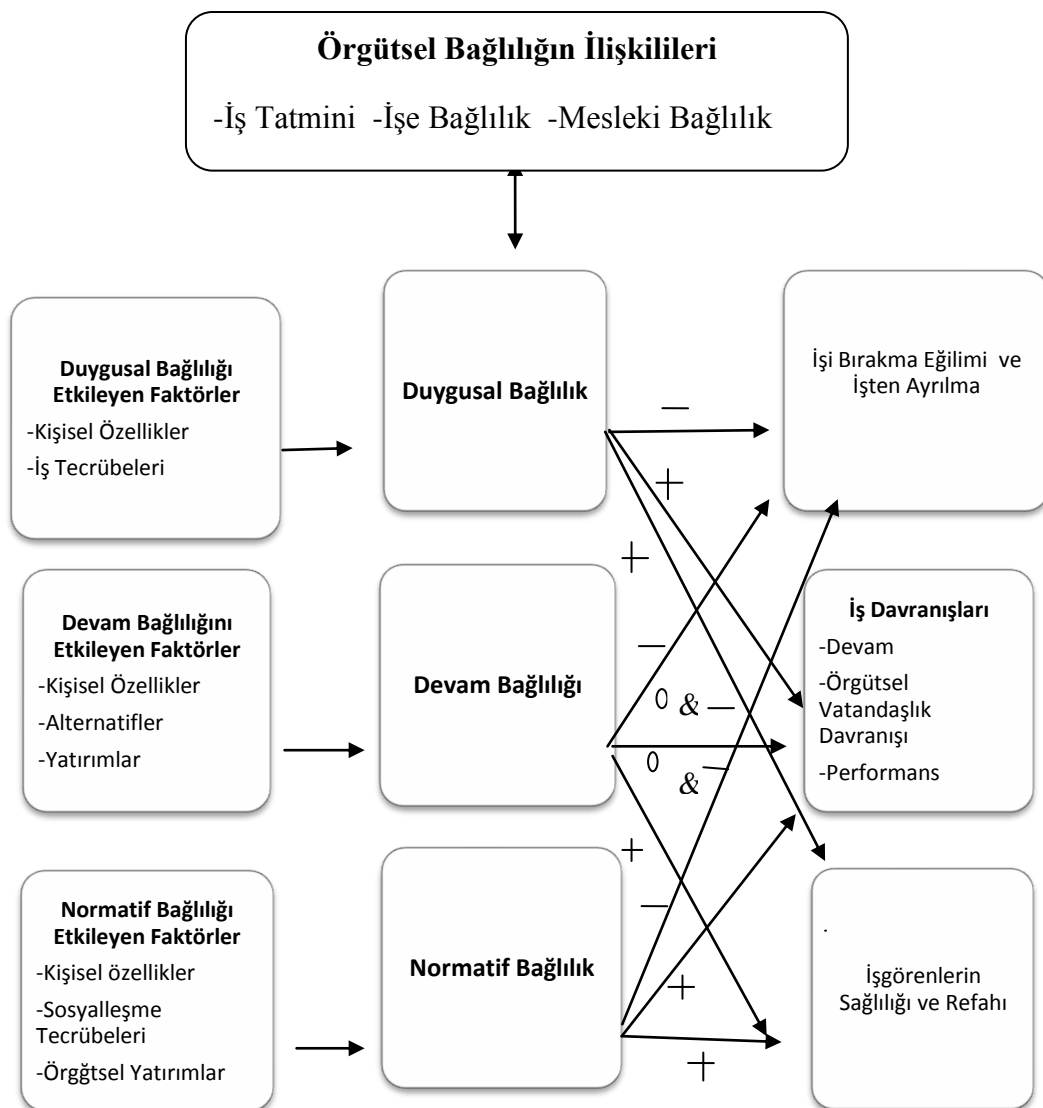 Örgütsel Bağlılığın İlişkilileri
-İş Tatmini -İşe Bağlılık -Mesleki Bağlılık
Duygusal Bağlılığı
Etkileyen Faktörler
-Kişisel Özellikler
-İş Tecrübeleri
Duygusal Bağlılık
İşi Bırakma Eğilimi ve
İşten Ayrılma
—
+
+
Devam Bağlılığını
Etkileyen Faktörler
-Kişisel Özellikler
-Alternatifler
-Yatırımlar
Devam Bağlılığı
—
0 & —
0
& —
+
İş Davranışları
-Devam
-Örgütsel
Vatandaşlık
Davranışı
-Performans
Normatif Bağlılığı
Etkileyen Faktörler
-Kişisel özellikler
-Sosyalleşme
Tecrübeleri
-Örgğtsel Yatırımlar
Normatif Bağlılık
—
+
+
.
İşgörenlerin
Sağlılığı ve Refahı